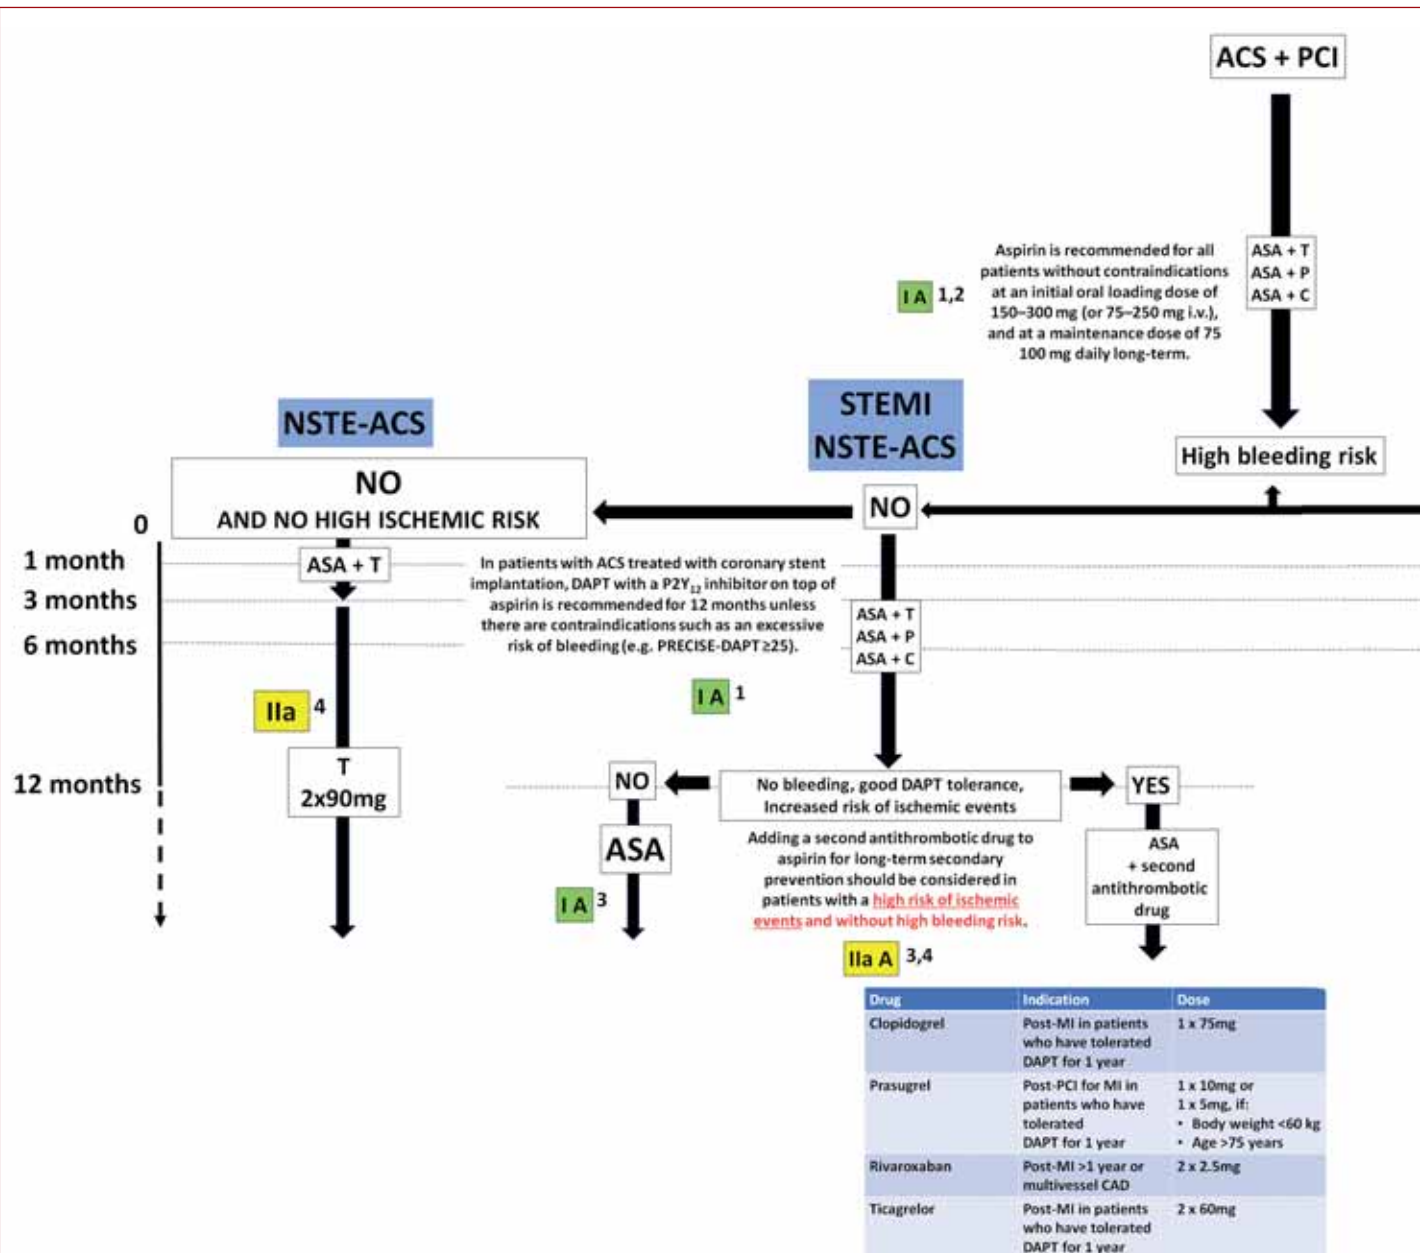 ACS + PCI
Aspirin is recommended for all
patients without contraindications
at an initial oral loading dose of
150–300 mg (or 75–250 mg i.v.),
and at a maintenance dose of 75
100 mg daily long-term.
I A 1,2
ASA + T
ASA + P
ASA + C
High bleeding risk
STEMI
NSTE-ACS
NO
NSTE-ACS
NO
AND NO HIGH ISCHEMIC RISK
0
1 month
3 months
6 months
12 months
ASA + T
IIa 4
T
2x90mg
In patients with ACS treated with coronary stent
implantation, DAPT with a P2Y12 inhibitor on top of
aspirin is recommended for 12 months unless
there are contraindications such as an excessive
risk of bleeding (e.g. PRECISE-DAPT ≥25).
I A 1
ASA + T
ASA + P
ASA + C
NO
No bleeding, good DAPT tolerance,
Increased risk of ischemic events
YES
ASA
I A 3
Adding a second antithrombotic drug to
aspirin for long-term secondary
prevention should be considered in
patients with a high risk of ischemic
events and without high bleeding risk.
IIa A 3,4
ASA
+ second
antithrombotic
drug
Drug Indication Dose
Clopidogrel Post-MI in patients 1 x 75mg
who have tolerated
DAPT for 1 year
Prasugrel Post-PCI for MI in 1 x 10mg or
patients who have 1 x 5mg, if:
tolerated • Body weight <60 kg
DAPT for 1 year • Age >75 years
Rivaroxaban Post-MI >1 year or 2 x 2.5mg
multivessel CAD
Ticagrelor Post-MI in patients 2 x 60mg
who have tolerated
DAPT for 1 year